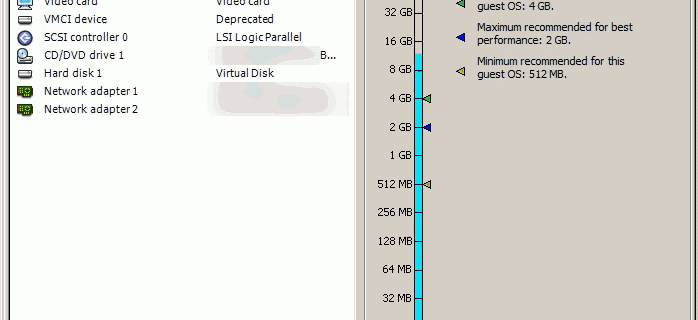 Video card Video card
VMCI device Deprecated
SCSI controller 0 LSI Logic Parallel
CD/DVD drive 1 B...
Hard disk 1 Virtual Disk
Network adapter 1
Network adapter 2
32 GB
16 GB
8 GB
4 GB
2 GB
1 GB
512 MB
256 MB
128 MB
64 MB
32 MB
guest OS: 4 GB.
Maximum recommended for best
performance: 2 GB.
Minimum recommended for this
guest OS: 512 MB.